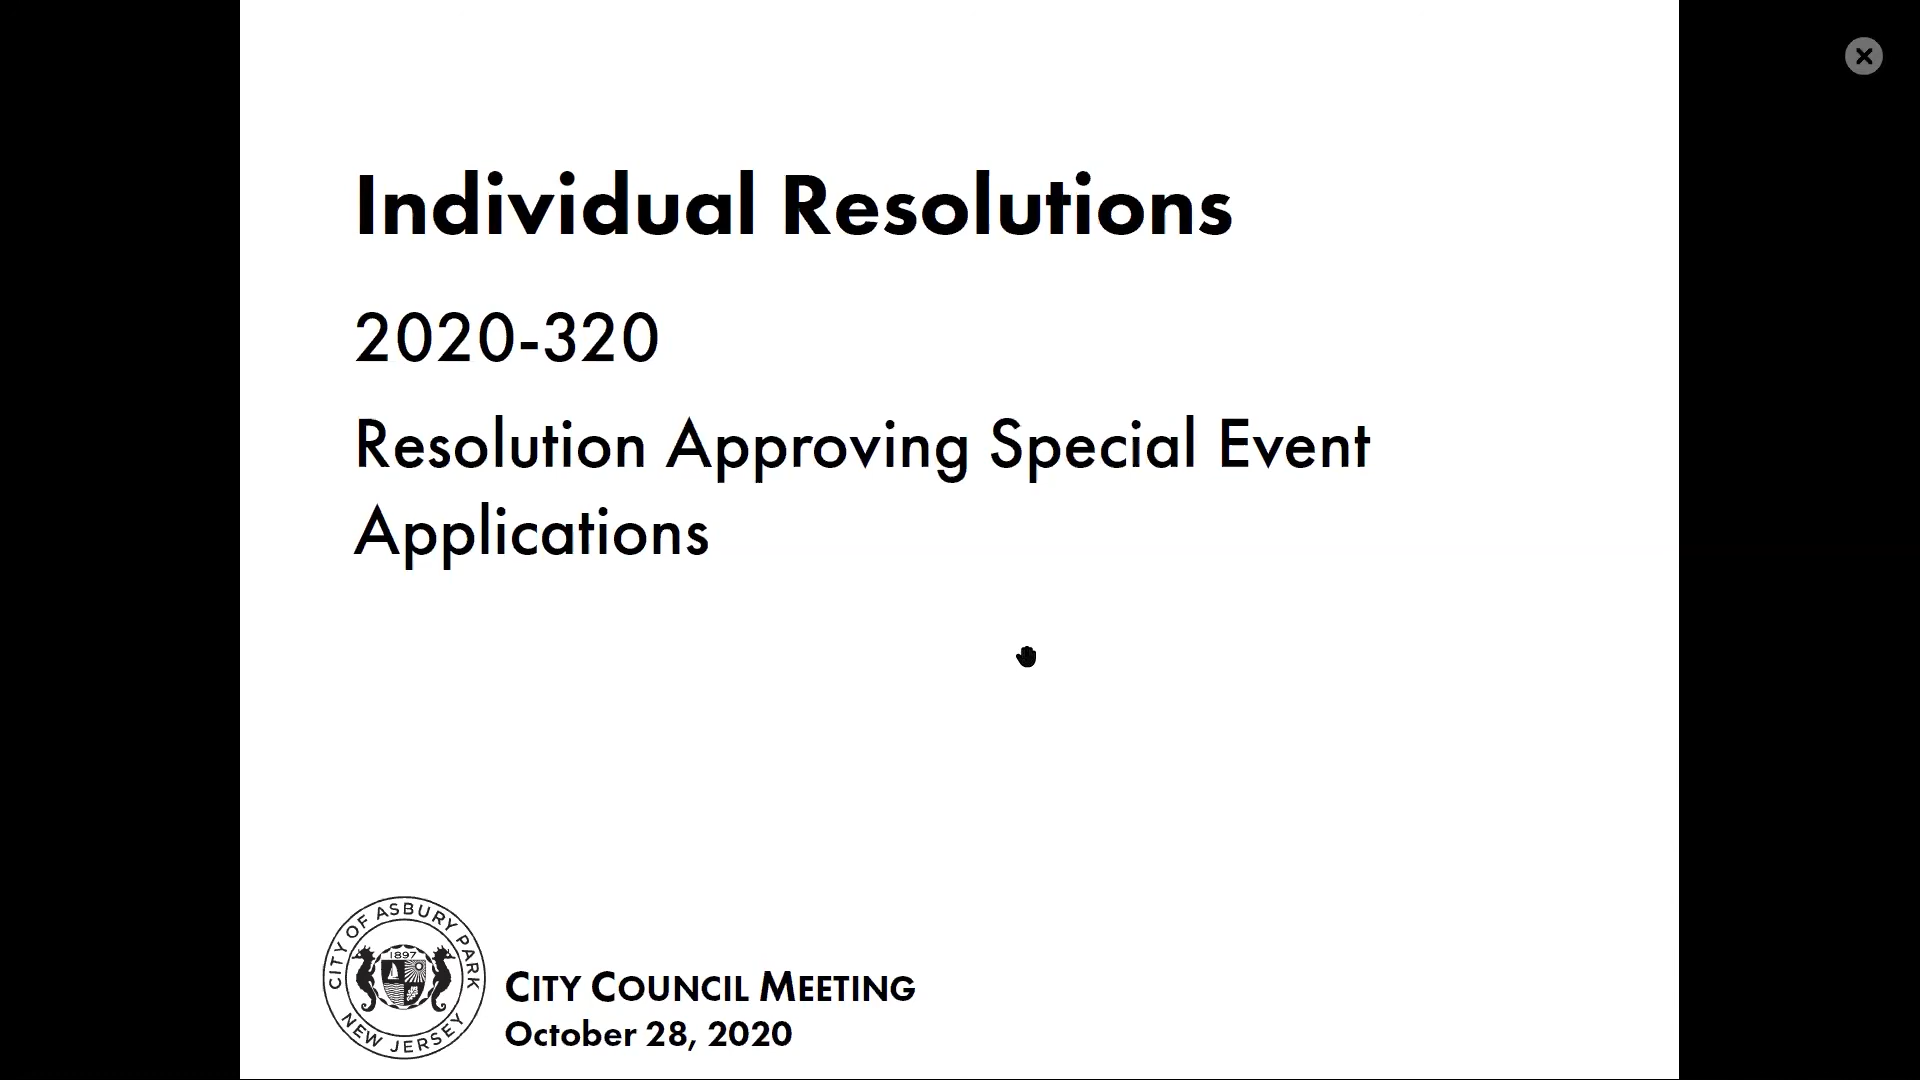 Individual Resolutions
2020-320
Resolution Approving Special Event
Applications
CITY OF ASBURY PARK
1897
NEW JERSEY
CITY COUNCIL MEETING
October 28, 2020